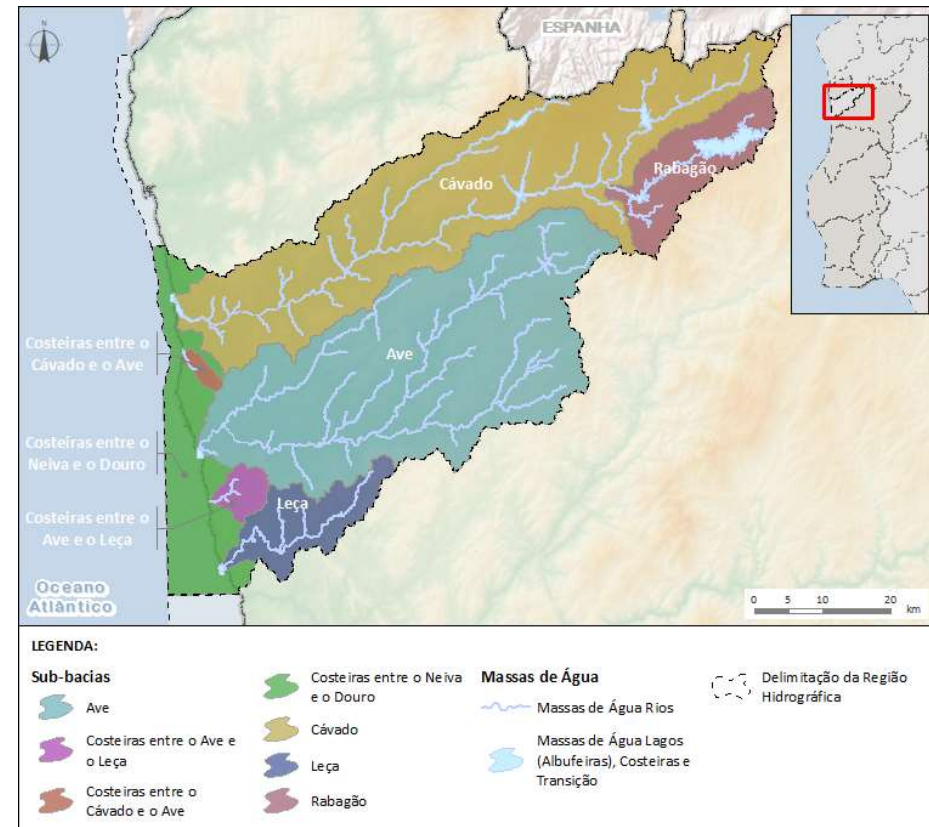 N
ESPANHA
Rabagão
Cávado
Costeiras entre o
Cávado e o Ave
Ave
Costeiras entre o
Neiva e o Douro
Leça
Costeiras entre o
Ave e o Leça
Oceano
Atlântico
0 5 10 20
km
LEGENDA:
Sub-bacias
Ave
Costeiras entre o Ave e
o Leça
Costeiras entre o
Cávado e o Ave
Costeiras entre o Neiva
e o Douro
Cávado
Leça
Rabagão
Massas de Água
Massas de Água Rios
Massas de Água Lagos
(Albufeiras), Costeiras e
Transição
Delimitação da Região
Hidrográfica